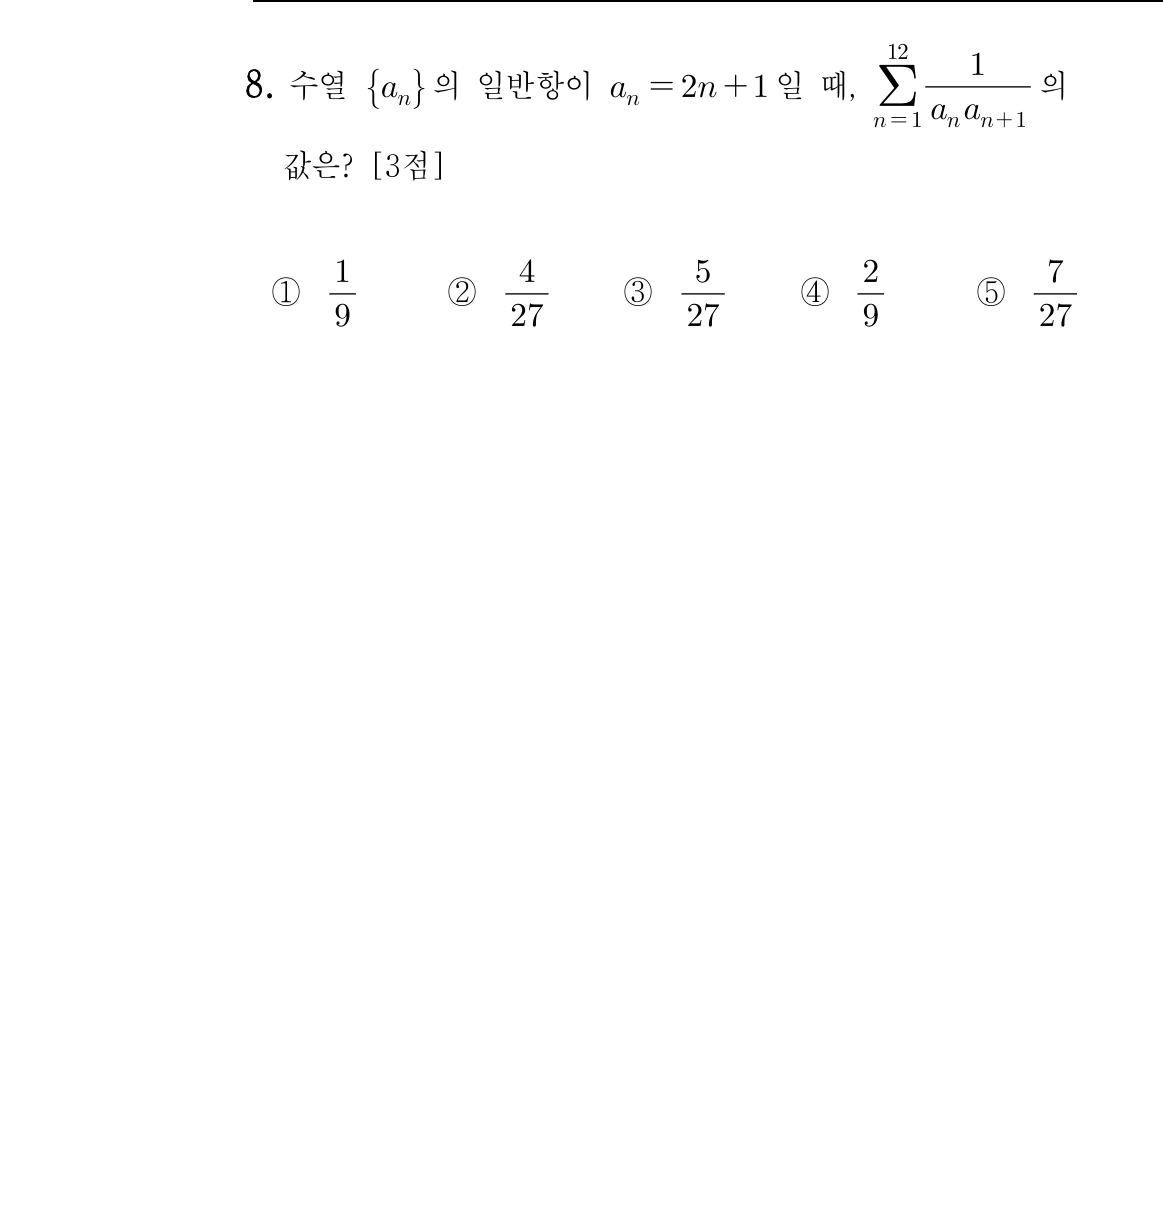 8. 수열 $\{a_n\}$의 일반항이 $a_n=2n+1$일 때, $\sum_{n=1}^{12}\frac{1}{a_n a_{n+1}}$의
값은? [3점]
① $\frac{1}{9}$ ② $\frac{4}{27}$ ③ $\frac{5}{27}$ ④ $\frac{2}{9}$ ⑤ $\frac{7}{27}$